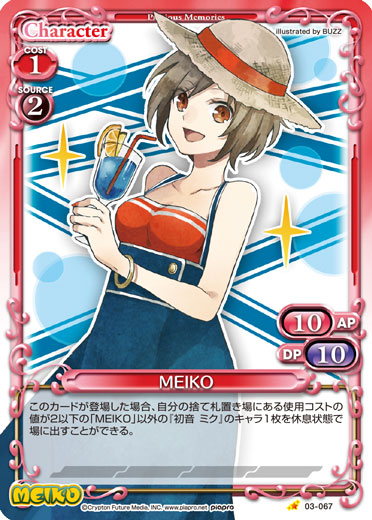 Precious Memories
Character
illustrated by BUZZ
COST
1
SOURCE
2
10 AP
DP 10
MEIKO
このカードが登場した場合、自分の捨て札置き場にある使用コストの
値が2以下の「MEIKO」以外の『初音 ミク』のキャラ1枚を休息状態で
場に出すことができる。
MEIKO
©Crypton Future Media, INC. www.piapro.net piapro
03-067